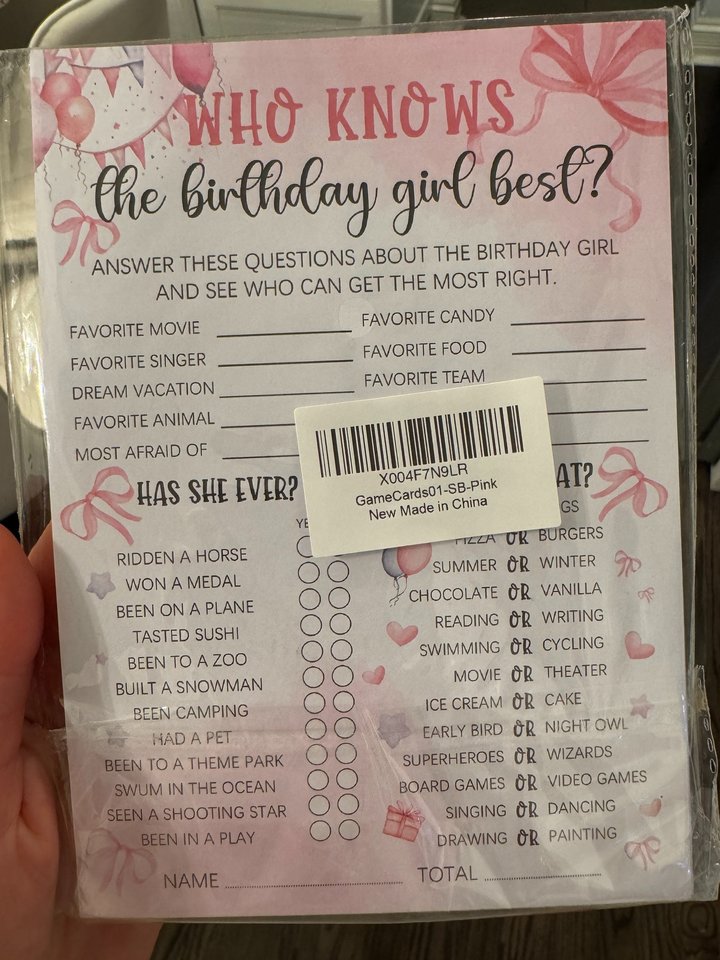 WHO KNOWS
the birthday girl best?
ANSWER THESE QUESTIONS ABOUT THE BIRTHDAY GIRL
AND SEE WHO CAN GET THE MOST RIGHT.
FAVORITE MOVIE
FAVORITE SINGER
DREAM VACATION
FAVORITE ANIMAL
MOST AFRAID OF
FAVORITE CANDY
FAVORITE FOOD
FAVORITE TEAM
X004F7N9LR
GameCards01-SB-Pink
New Made in China
HAS SHE EVER?
RIDDEN A HORSE
WON A MEDAL
BEEN ON A PLANE
TASTED SUSHI
BEEN TO A ZOO
BUILT A SNOWMAN
BEEN CAMPING
HAD A PET
BEEN TO A THEME PARK
SWUM IN THE OCEAN
SEEN A SHOOTING STAR
BEEN IN A PLAY
PIZZA OR BURGERS
SUMMER OR WINTER
CHOCOLATE OR VANILLA
READING OR WRITING
SWIMMING OR CYCLING
MOVIE OR THEATER
ICE CREAM OR CAKE
EARLY BIRD OR NIGHT OWL
SUPERHEROES OR WIZARDS
BOARD GAMES OR VIDEO GAMES
SINGING OR DANCING
DRAWING OR PAINTING
NAME TOTAL